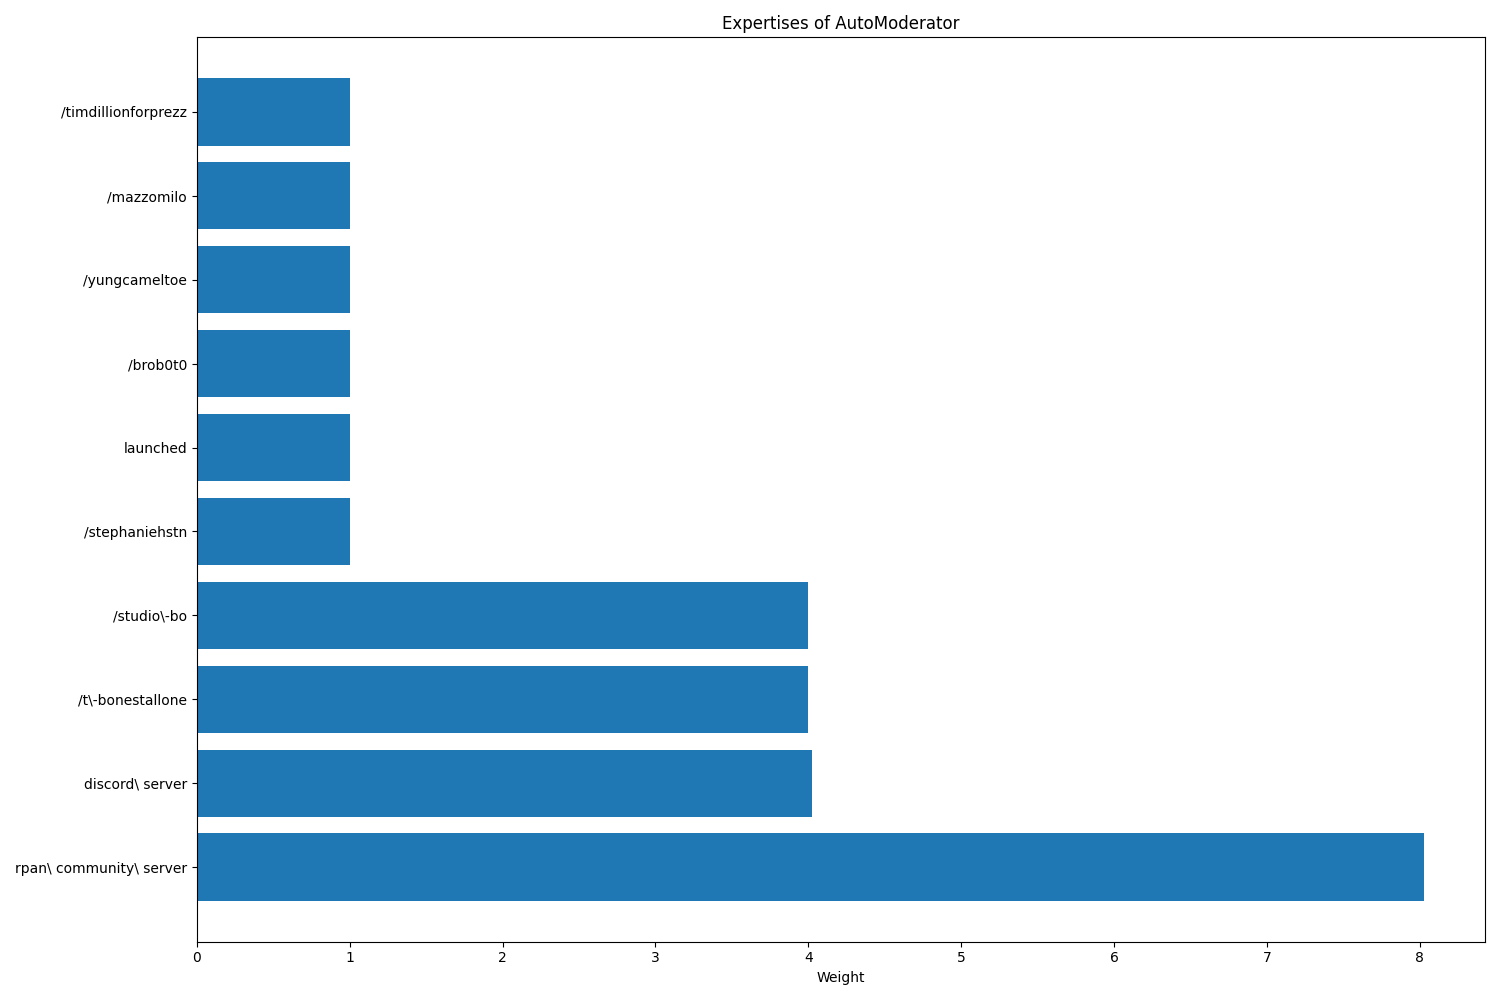 Expertises of AutoModerator
/timdillionforprezz
/mazzomilo
/yungcameltoe
/brob0t0
launched
/stephaniehstn
/studio\-bo
/t\-bonestallone
discord\ server
rpan\ community\ server
0 1 2 3 4 5 6 7 8
Weight